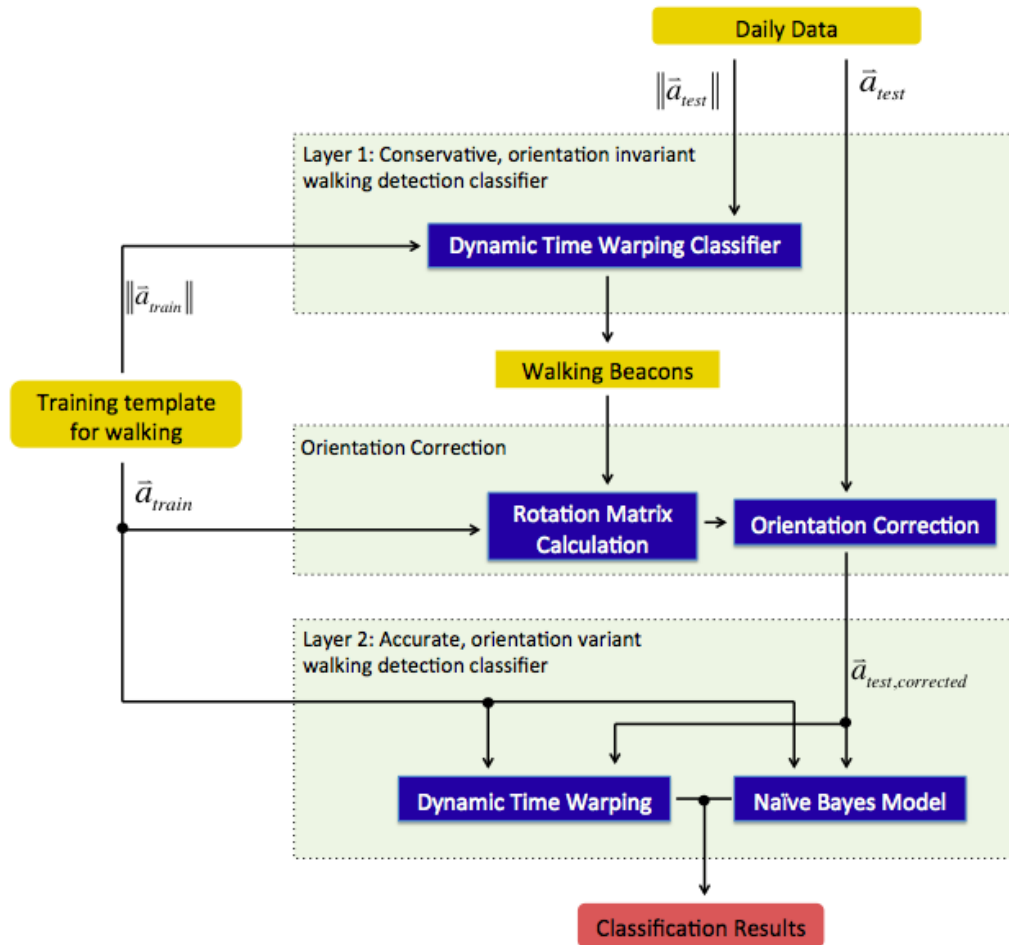 Daily Data
‖a⃗test‖
a⃗test
Layer 1: Conservative, orientation invariant
walking detection classifier
Dynamic Time Warping Classifier
‖a⃗train‖
Walking Beacons
Training template
for walking
Orientation Correction
a⃗train
Rotation Matrix
Calculation
Orientation Correction
Layer 2: Accurate, orientation variant
walking detection classifier
a⃗test,corrected
Dynamic Time Warping
Naïve Bayes Model
Classification Results